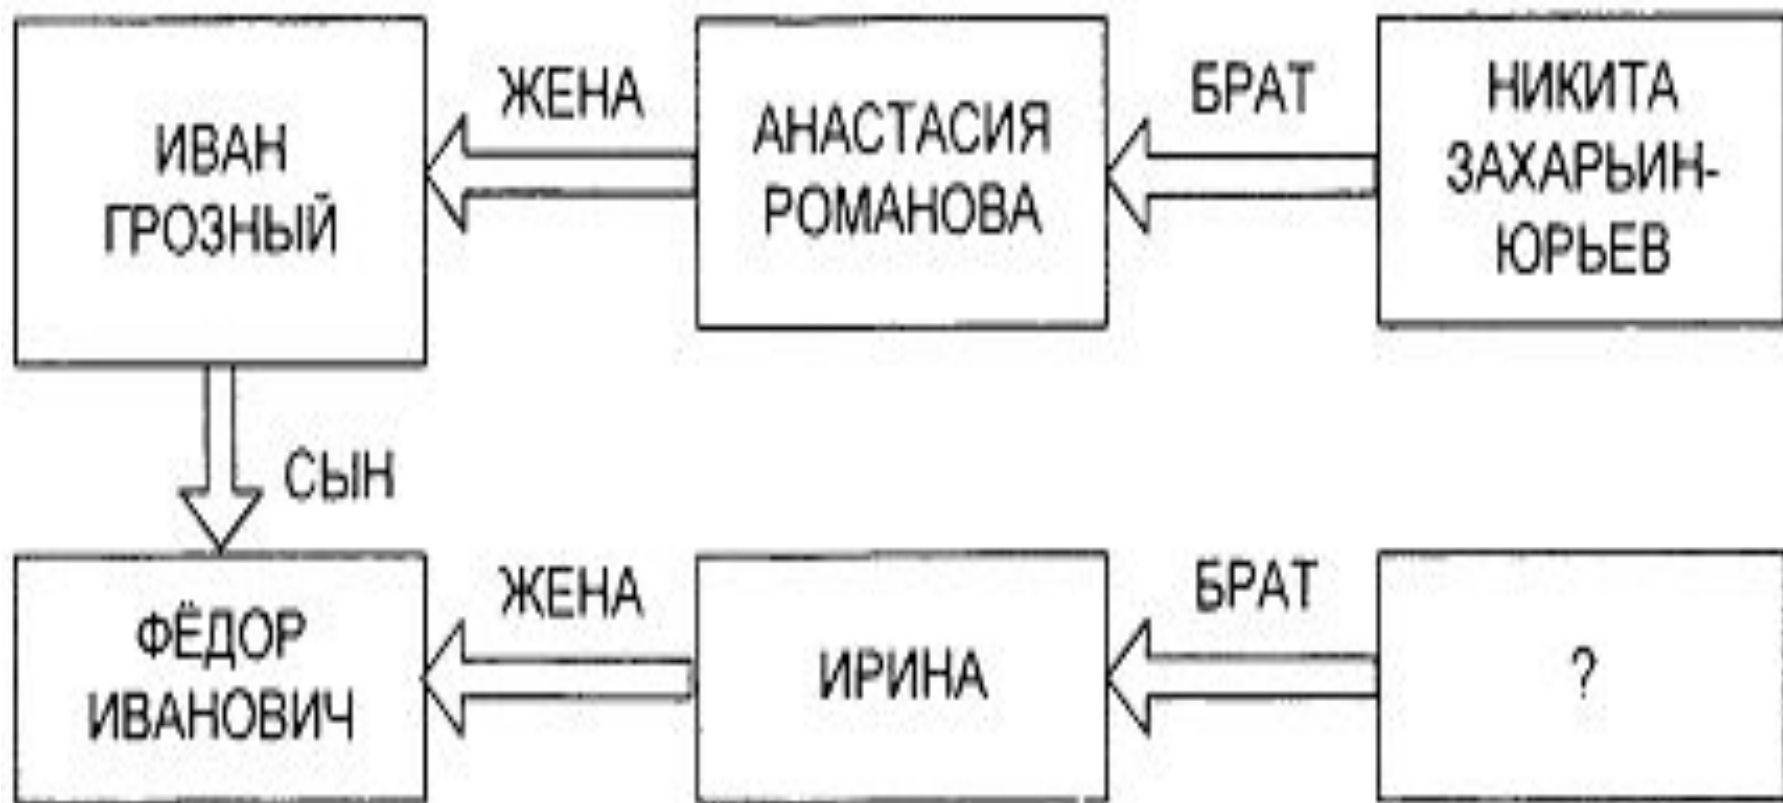 ИВАН
ГРОЗНЫЙ
ЖЕНА
АНАСТАСИЯ
РОМАНОВА
БРАТ
НИКИТА
ЗАХАРЬИН-
ЮРЬЕВ
СЫН
ФЁДОР
ИВАНОВИЧ
ЖЕНА
ИРИНА
БРАТ
?